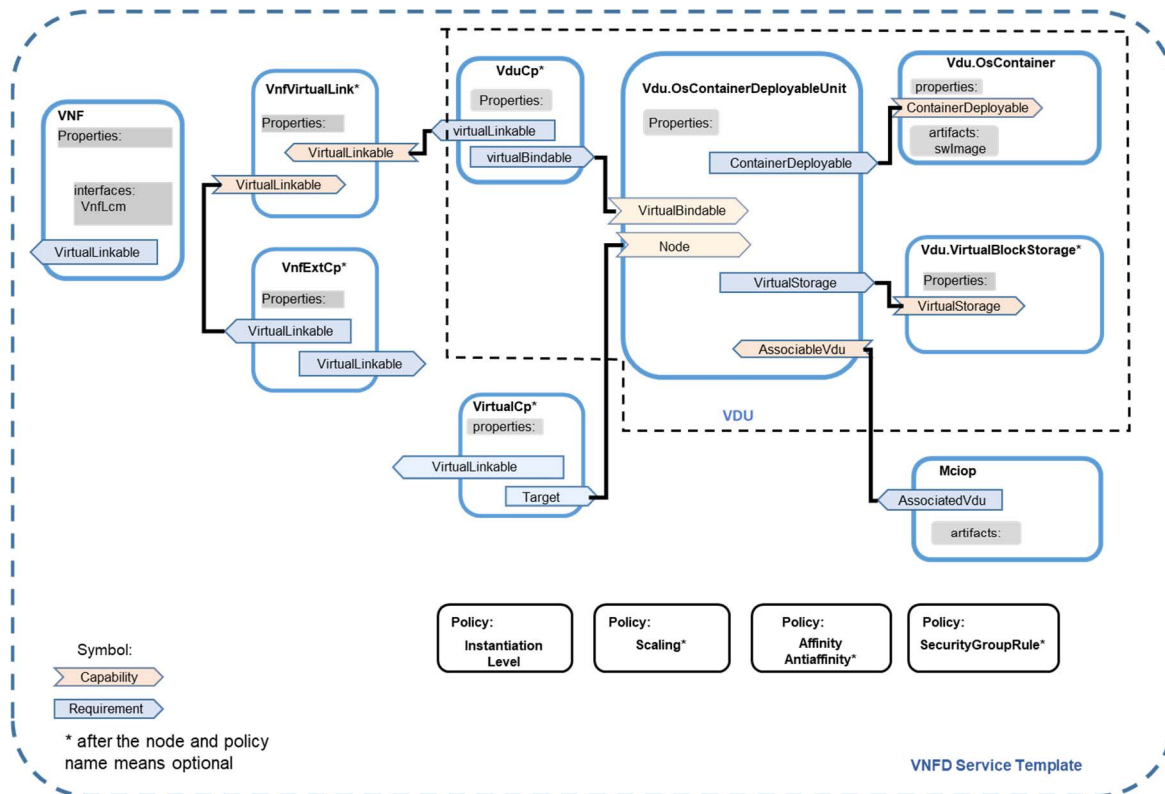 VNF
Properties:
interfaces:
VnfLcm
VirtualLinkable
VnfVirtualLink*
Properties:
VirtualLinkable
VirtualLinkable
VnfExtCp*
Properties:
VirtualLinkable
VirtualLinkable
VduCp*
Properties:
virtualLinkable
virtualBindable
VirtualCp*
properties:
VirtualLinkable
Target
Vdu.OsContainerDeployableUnit
Properties:
ContainerDeployable
VirtualBindable
Node
VirtualStorage
AssociableVdu
VDU
Vdu.OsContainer
properties:
ContainerDeployable
artifacts:
swImage
Vdu.VirtualBlockStorage*
Properties:
VirtualStorage
Mciop
AssociatedVdu
artifacts:
Policy:
Instantiation
Level
Policy:
Scaling*
Policy:
Affinity
Antiaffinity*
Policy:
SecurityGroupRule*
Symbol:
Capability
Requirement
* after the node and policy
name means optional
VNFD Service Template